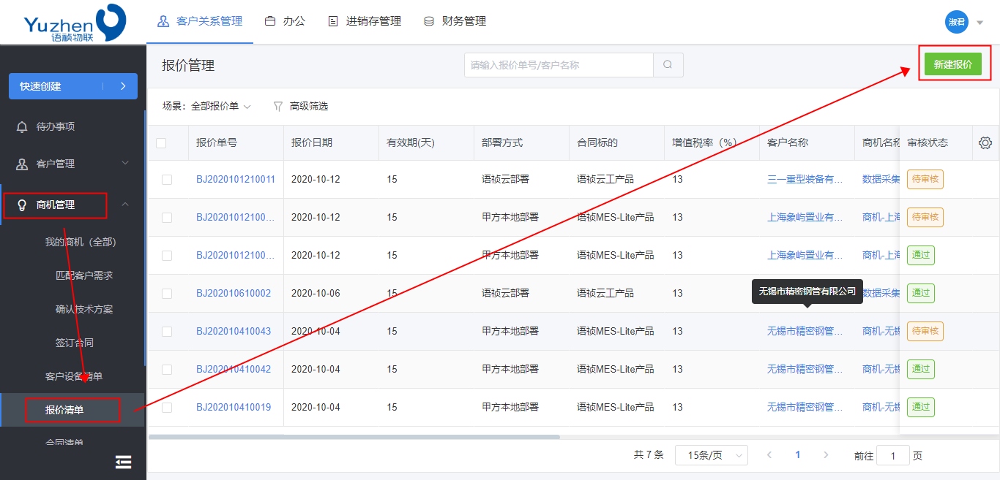 Yuzhen
语祯物联
客户关系管理 办公 进销存管理 财务管理 淑君
快速创建
待办事项
客户管理
商机管理
我的商机（全部）
匹配客户需求
确认技术方案
签订合同
客户设备清单
报价清单
合同清单
报价管理 请输入报价单号/客户名称 新建报价
场景: 全部报价单 高级筛选
报价单号 报价日期 有效期(天) 部署方式 合同标的 增值税率（%） 客户名称 商机名称 审核状态
BJ2020101210011 2020-10-12 15 语祯云部署 语祯云工产品 13 三一重型装备有... 数据采集 待审核
BJ20201012100... 2020-10-12 15 甲方本地部署 语祯MES-Lite产品 13 上海象屿置业有... 商机-上海 待审核
BJ20201012100... 2020-10-12 15 甲方本地部署 语祯MES-Lite产品 13 上海象屿置业有... 商机-上海 通过
BJ202010610002 2020-10-06 15 语祯云部署 语祯云工产品 13 数据采集 通过
无锡市精密钢管有限公司
BJ202010410043 2020-10-04 15 甲方本地部署 语祯MES-Lite产品 13 无锡市精密钢管... 商机-无锡 待审核
BJ202010410042 2020-10-04 15 甲方本地部署 语祯MES-Lite产品 13 无锡市精密钢管... 商机-无锡 通过
BJ202010410019 2020-10-04 15 甲方本地部署 语祯MES-Lite产品 13 无锡市精密钢管... 商机-无锡 通过
共 7 条 15条/页 1 前往 1 页